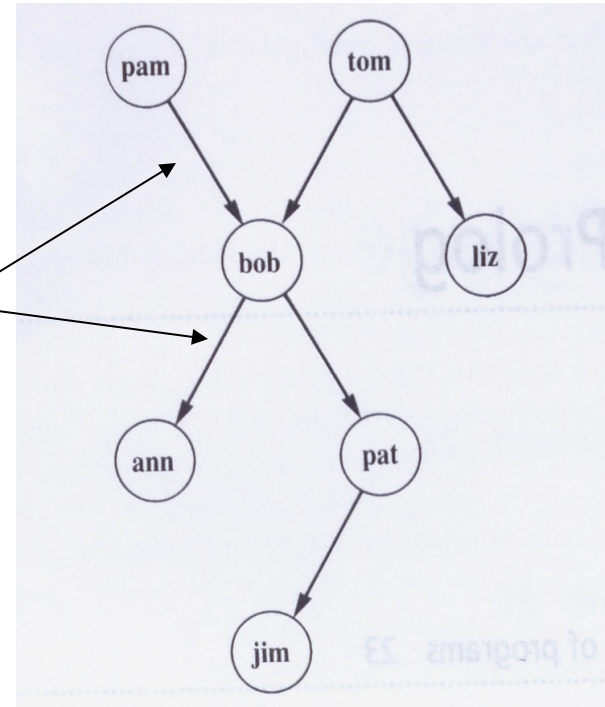 pam tom
bob liz
Prolog
ann pat
jim
of programs 23